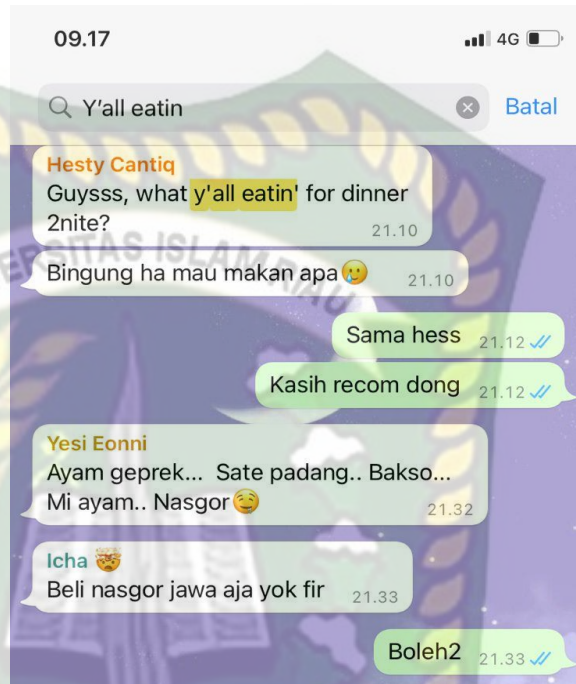 09.17
4G
Y'all eatin
Batal
Hesty Cantiq
Guysss, what y'all eatin' for dinner
2nite?
21.10
Bingung ha mau makan apa🥲
21.10
Sama hess
21.12
Kasih recom dong
21.12
Yesi Eonni
Ayam geprek... Sate padang.. Bakso...
Mi ayam.. Nasgor🤤
21.32
Icha 🤯
Beli nasgor jawa aja yok fir
21.33
Boleh2
21.33
ERSITAS ISLAM RIAU